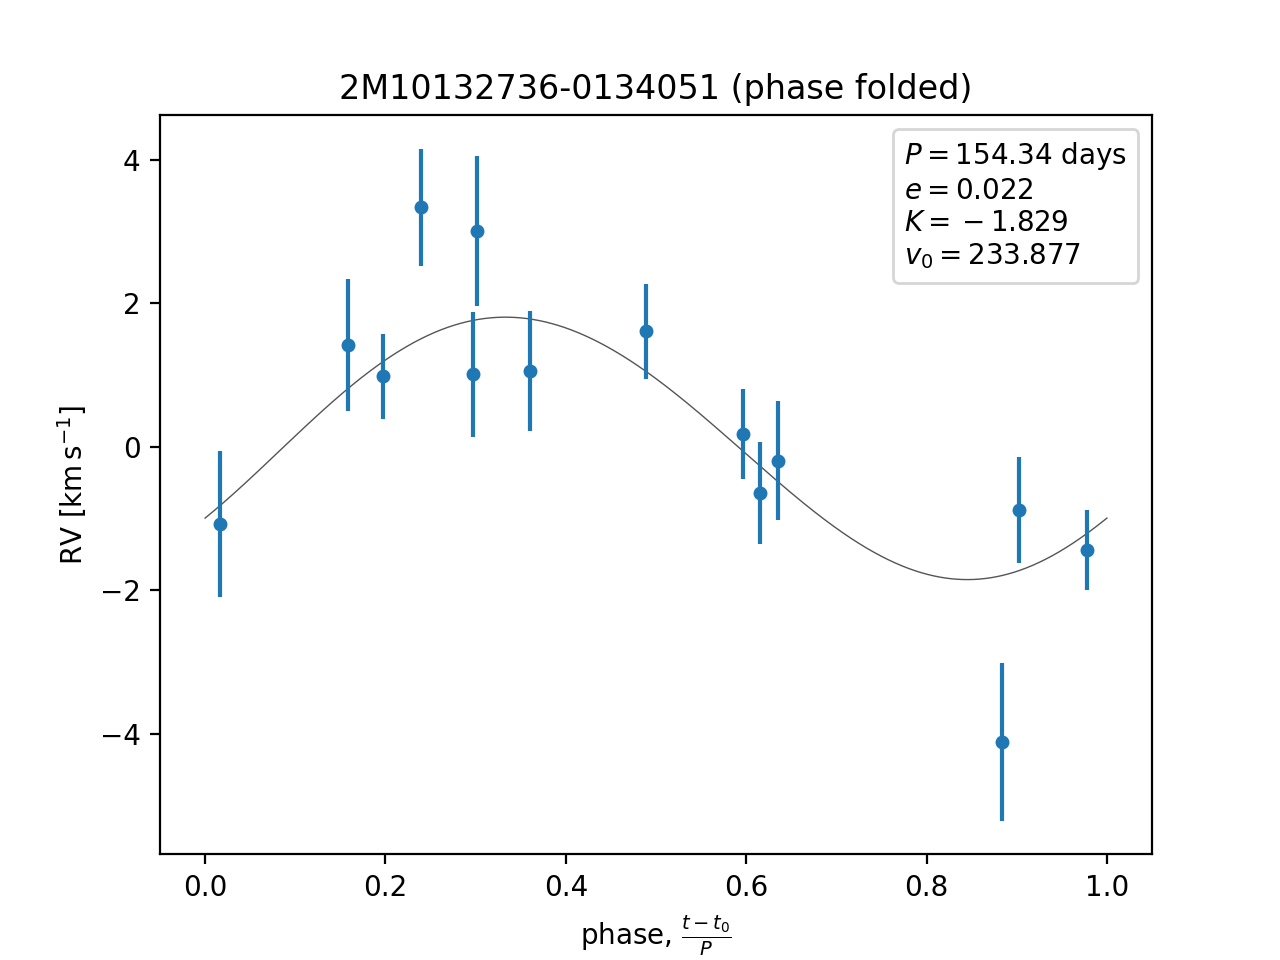 2M10132736-0134051 (phase folded)
P = 154.34 days
e = 0.022
K = −1.829
v₀ = 233.877
RV [km s⁻¹]
4
2
0
−2
−4
0.0 0.2 0.4 0.6 0.8 1.0
phase, (t − t₀)/P